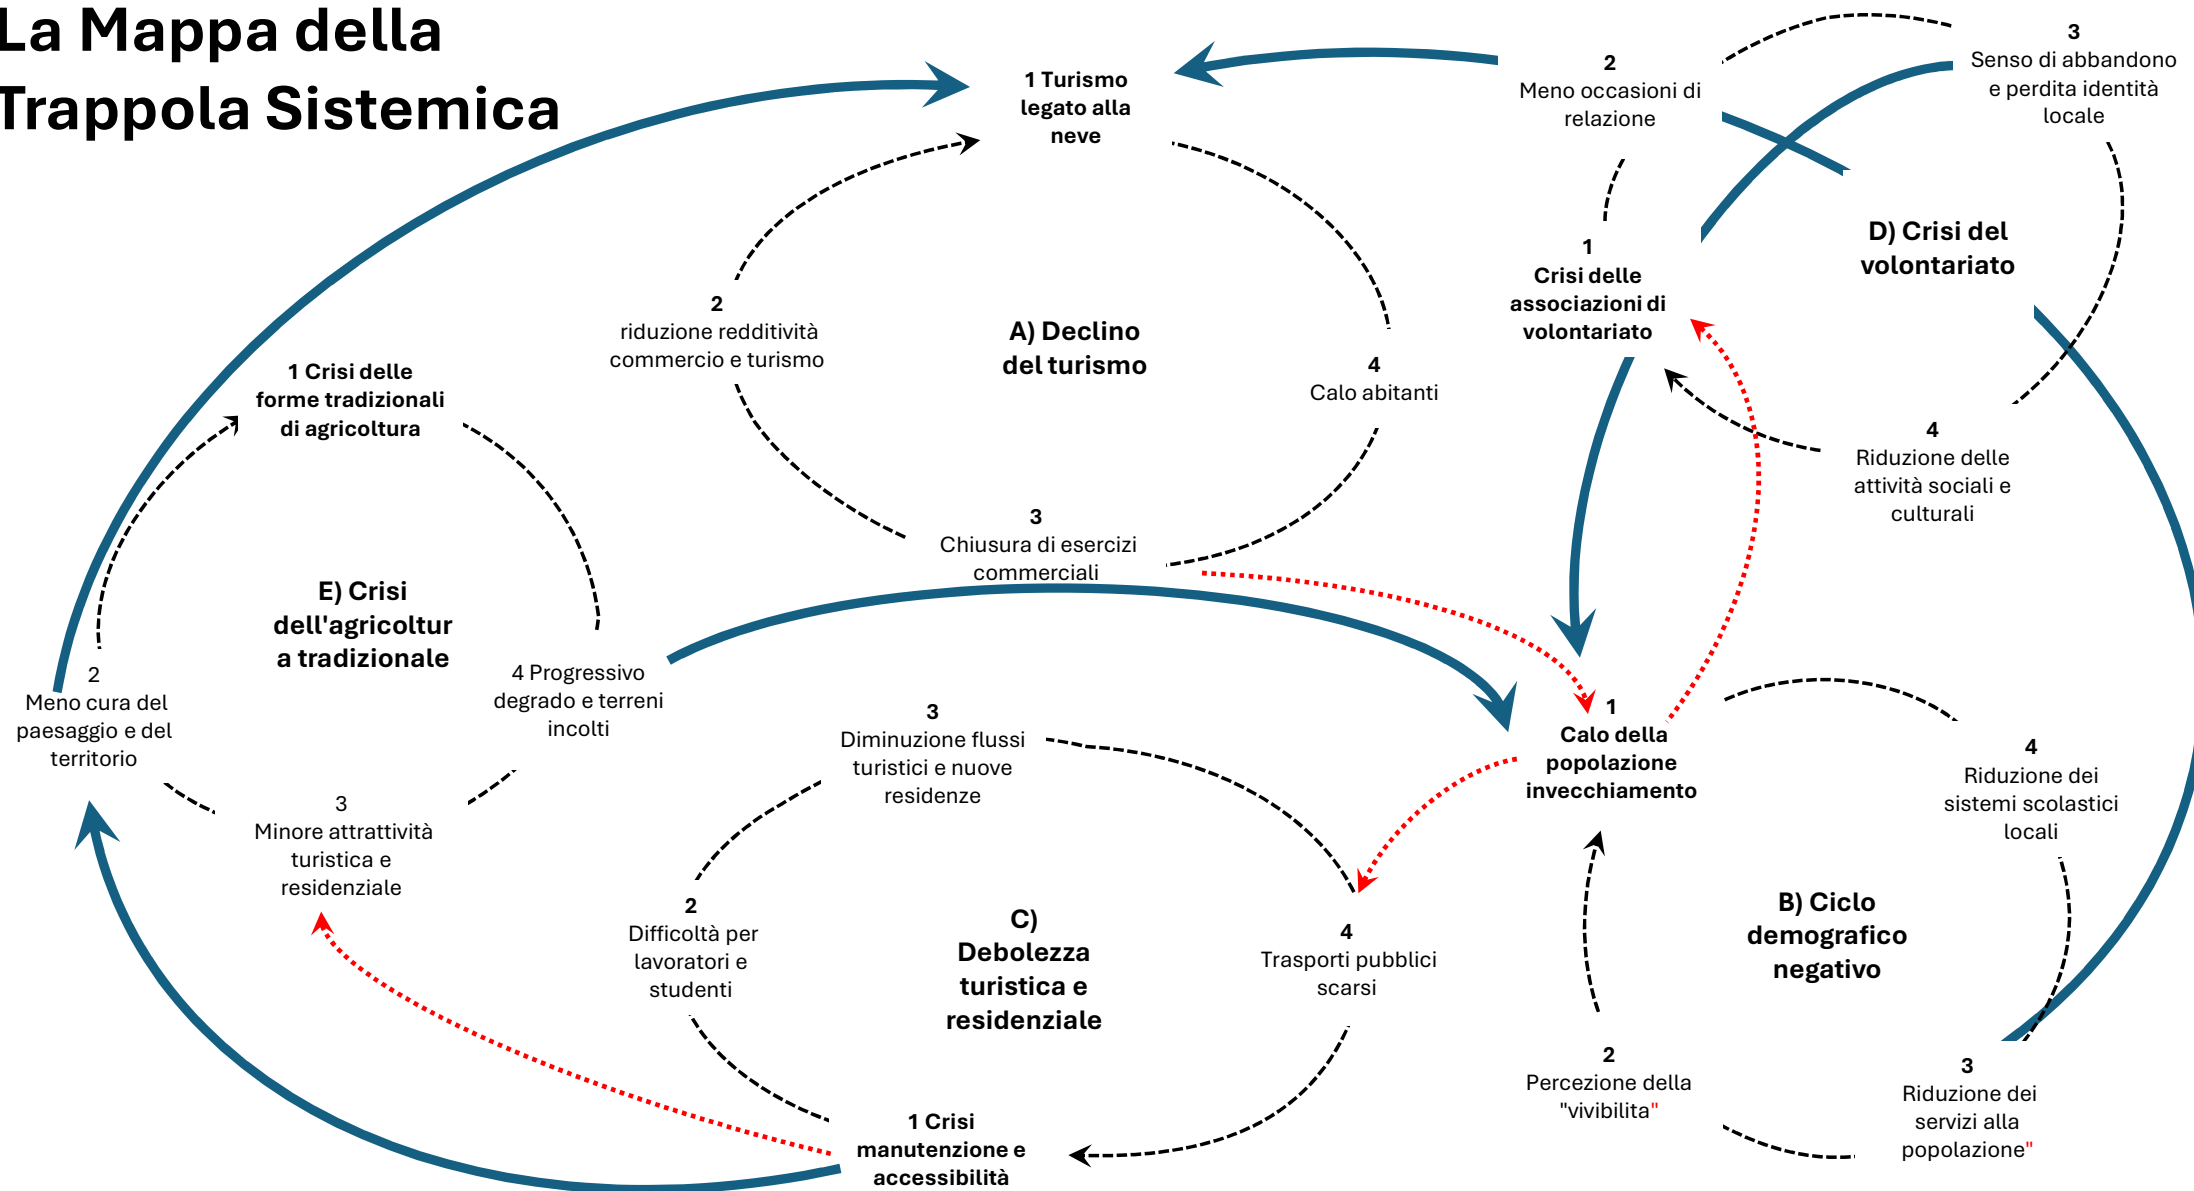 La Mappa della
Trappola Sistemica
1 Turismo
legato alla
neve
2
riduzione redditività
commercio e turismo
A) Declino
del turismo
4
Calo abitanti
3
Chiusura di esercizi
commerciali
2
Meno occasioni di
relazione
3
Senso di abbandono
e perdita identità
locale
1
Crisi delle
associazioni di
volontariato
D) Crisi del
volontariato
4
Riduzione delle
attività sociali e
culturali
1 Crisi delle
forme tradizionali
di agricoltura
E) Crisi
dell'agricoltur
a tradizionale
2
Meno cura del
paesaggio e del
territorio
4 Progressivo
degrado e terreni
incolti
3
Minore attrattività
turistica e
residenziale
3
Diminuzione flussi
turistici e nuove
residenze
2
Difficoltà per
lavoratori e
studenti
C)
Debolezza
turistica e
residenziale
4
Trasporti pubblici
scarsi
1 Crisi
manutenzione e
accessibilità
1
Calo della
popolazione
invecchiamento
4
Riduzione dei
sistemi scolastici
locali
B) Ciclo
demografico
negativo
2
Percezione della
"vivibilita"
3
Riduzione dei
servizi alla
popolazione"